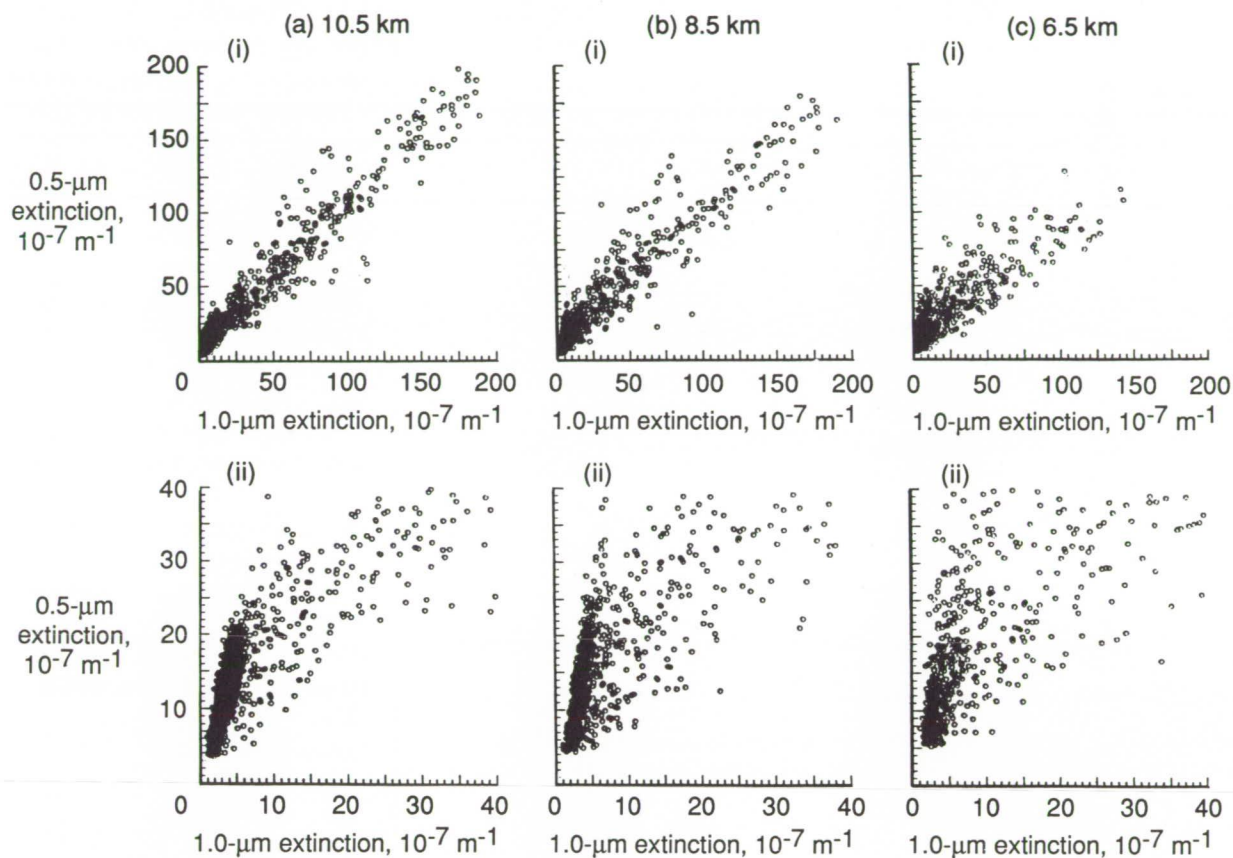 (a) 10.5 km
(b) 8.5 km
(c) 6.5 km
(i)
(i)
(i)
200
150
100
50
0.5-μm
extinction,
10-7 m-1
0 50 100 150 200
0 50 100 150 200
0 50 100 150 200
1.0-μm extinction, 10-7 m-1
1.0-μm extinction, 10-7 m-1
1.0-μm extinction, 10-7 m-1
(ii)
(ii)
(ii)
40
30
20
10
0.5-μm
extinction,
10-7 m-1
0 10 20 30 40
0 10 20 30 40
0 10 20 30 40
1.0-μm extinction, 10-7 m-1
1.0-μm extinction, 10-7 m-1
1.0-μm extinction, 10-7 m-1